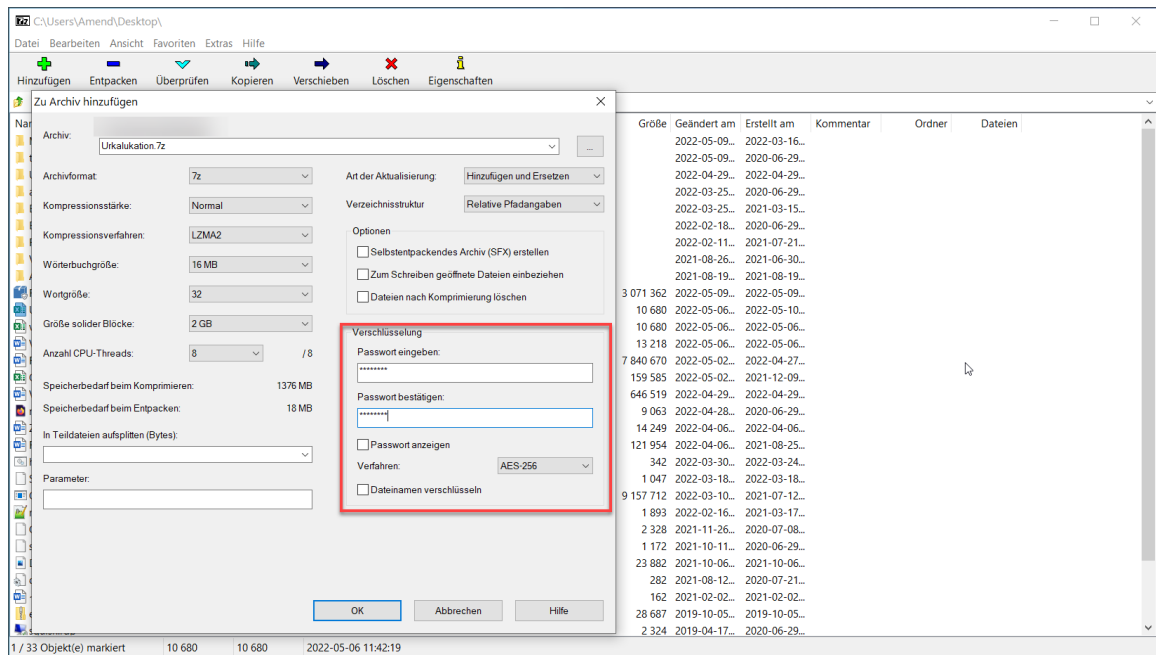 7z C:\Users\Amend\Desktop\
Datei Bearbeiten Ansicht Favoriten Extras Hilfe
Hinzufügen Entpacken Überprüfen Kopieren Verschieben Löschen Eigenschaften
Zu Archiv hinzufügen
Archiv:
Urkalukation.7z
...
Archivformat: 7z
Kompressionsstärke: Normal
Kompressionsverfahren: LZMA2
Wörterbuchgröße: 16 MB
Wortgröße: 32
Größe solider Blöcke: 2 GB
Anzahl CPU-Threads: 8 / 8
Speicherbedarf beim Komprimieren: 1376 MB
Speicherbedarf beim Entpacken: 18 MB
In Teildateien aufsplitten (Bytes):
Parameter:
Art der Aktualisierung: Hinzufügen und Ersetzen
Verzeichnisstruktur Relative Pfadangaben
Optionen
Selbstentpackendes Archiv (SFX) erstellen
Zum Schreiben geöffnete Dateien einbeziehen
Dateien nach Komprimierung löschen
Verschlüsselung
Passwort eingeben:
********
Passwort bestätigen:
********
Passwort anzeigen
Verfahren: AES-256
Dateinamen verschlüsseln
OK Abbrechen Hilfe
Größe Geändert am Erstellt am Kommentar Ordner Dateien
2022-05-09... 2022-03-16...
2022-05-09... 2020-06-29...
2022-04-29... 2022-04-29...
2022-03-25... 2020-06-29...
2022-03-25... 2021-03-15...
2022-02-18... 2020-06-29...
2022-02-11... 2021-07-21...
2021-08-26... 2021-06-30...
2021-08-19... 2021-08-19...
3 071 362 2022-05-09... 2022-05-09...
10 680 2022-05-06... 2022-05-10...
10 680 2022-05-06... 2022-05-06...
13 218 2022-05-06... 2022-05-06...
7 840 670 2022-05-02... 2022-04-27...
159 585 2022-05-02... 2021-12-09...
646 519 2022-04-29... 2022-04-29...
9 063 2022-04-28... 2020-06-29...
14 249 2022-04-06... 2022-04-06...
121 954 2022-04-06... 2021-08-25...
342 2022-03-30... 2022-03-24...
1 047 2022-03-18... 2022-03-18...
9 157 712 2022-03-10... 2021-07-12...
1 893 2022-02-16... 2021-03-17...
2 328 2021-11-26... 2020-07-08...
1 172 2021-10-11... 2020-06-29...
23 882 2021-10-06... 2021-10-06...
282 2021-08-12... 2020-07-21...
162 2021-02-02... 2021-02-02...
28 687 2019-10-05... 2019-10-05...
2 324 2019-04-17... 2020-06-29...
1 / 33 Objekt(e) markiert 10 680 10 680 2022-05-06 11:42:19